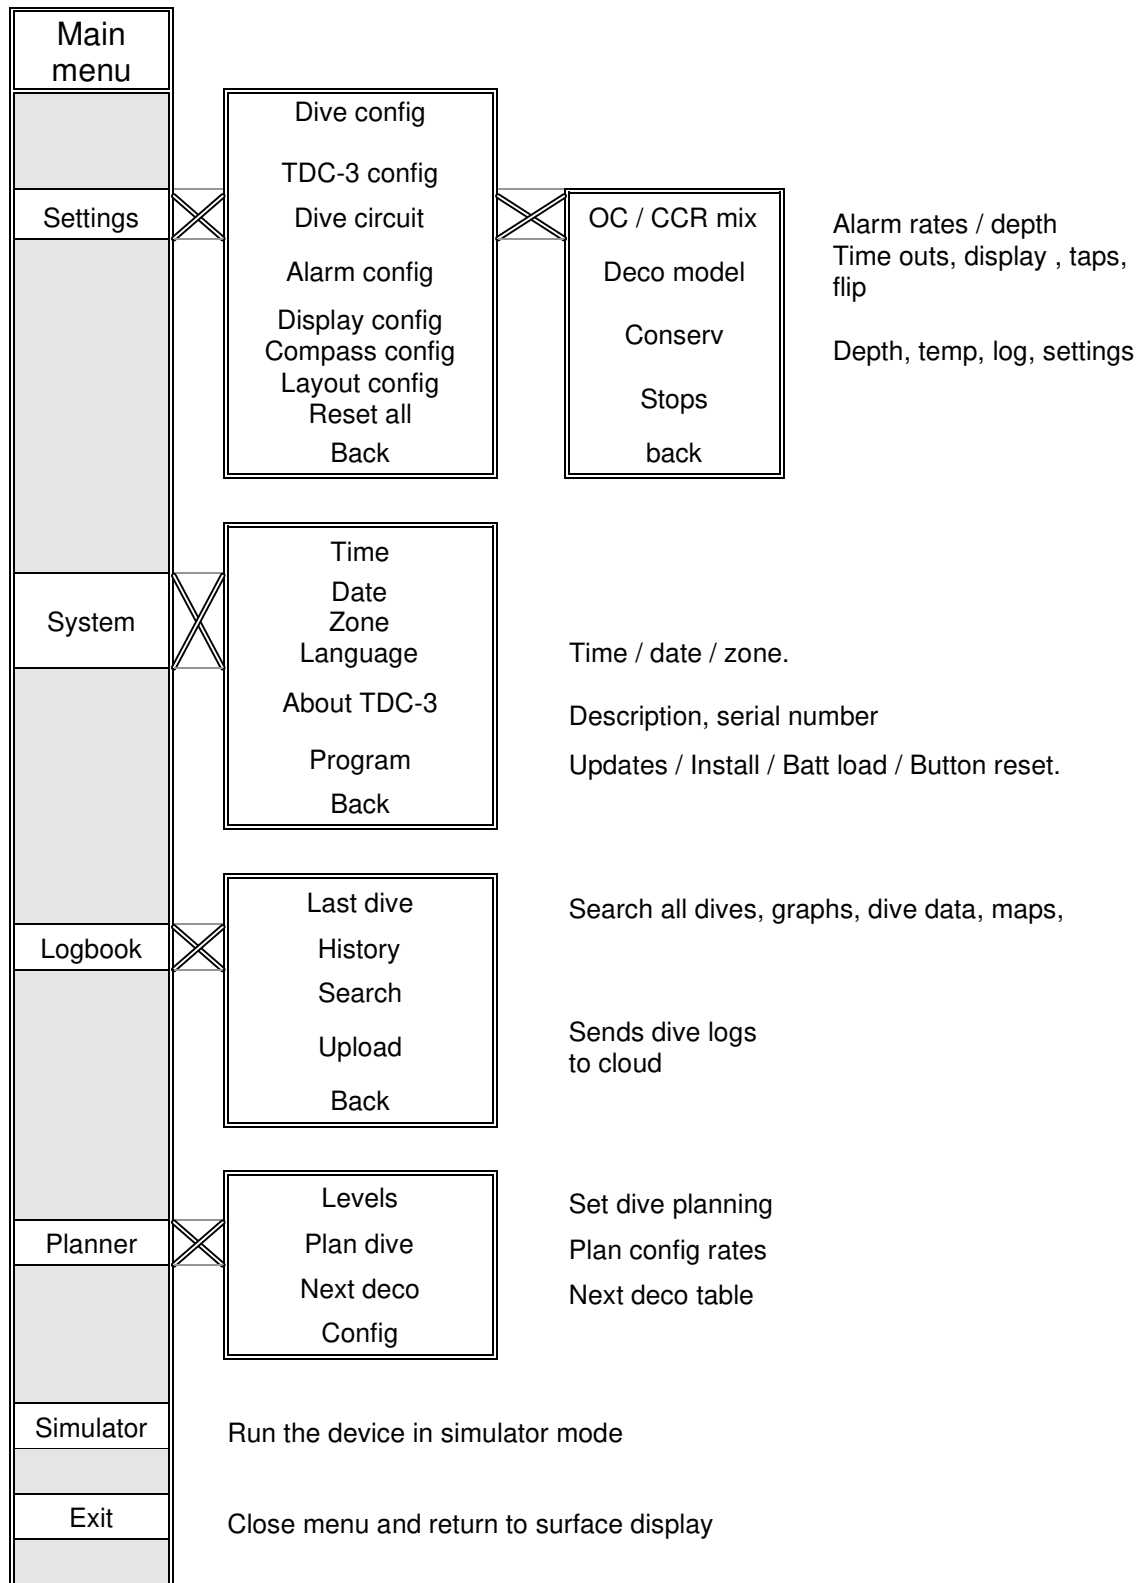 Main
menu
Dive config
TDC-3 config
Settings
Dive circuit
OC / CCR mix
Alarm rates / depth
Time outs, display , taps,
flip
Alarm config
Deco model
Display config
Compass config
Conserv
Depth, temp, log, settings
Layout config
Reset all
Stops
Back
back
Time
Date
System
Zone
Language
Time / date / zone.
About TDC-3
Description, serial number
Program
Updates / Install / Batt load / Button reset.
Back
Last dive
Search all dives, graphs, dive data, maps,
Logbook
History
Search
Upload
Sends dive logs
to cloud
Back
Levels
Set dive planning
Planner
Plan dive
Plan config rates
Next deco
Next deco table
Config
Simulator
Run the device in simulator mode
Exit
Close menu and return to surface display